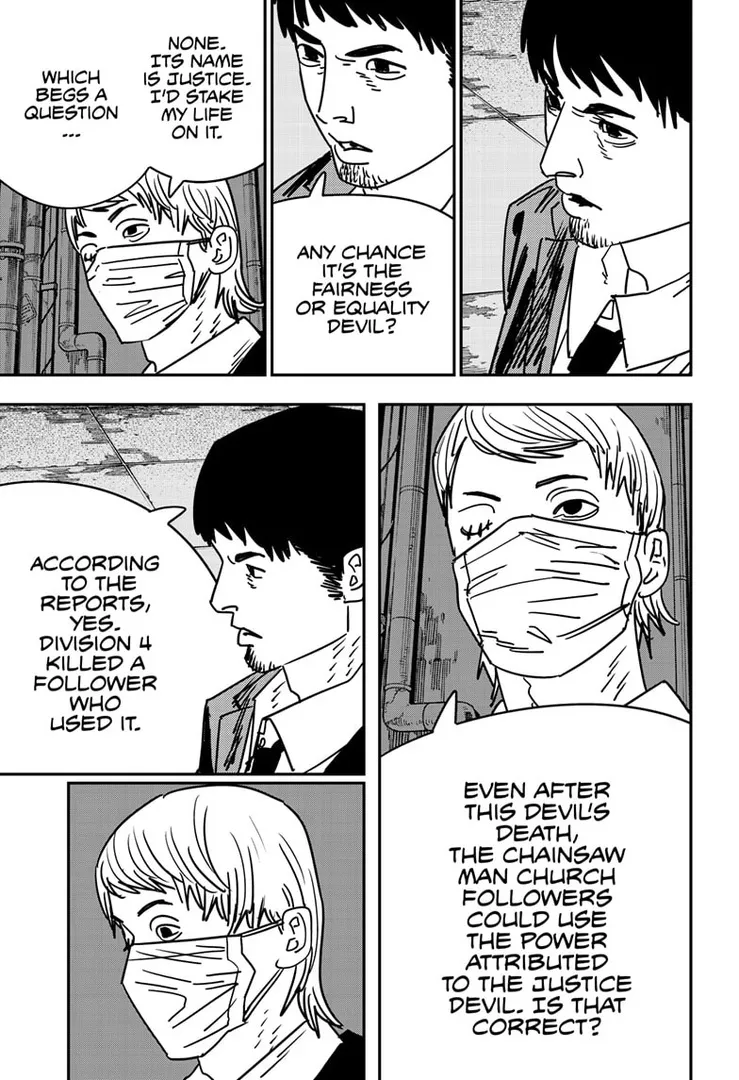 ANY CHANCE
IT'S THE
FAIRNESS
OR EQUALITY
DEVIL?
NONE.
ITS NAME
IS JUSTICE.
I'D STAKE
MY LIFE
ON IT.
WHICH
BEGS A
QUESTION
...
EVEN AFTER
THIS DEVIL'S
DEATH,
THE CHAINSAW
MAN CHURCH
FOLLOWERS
COULD USE
THE POWER
ATTRIBUTED
TO THE JUSTICE
DEVIL. IS THAT
CORRECT?
ACCORDING
TO THE
REPORTS,
YES.
DIVISION 4
KILLED A
FOLLOWER
WHO
USED IT.